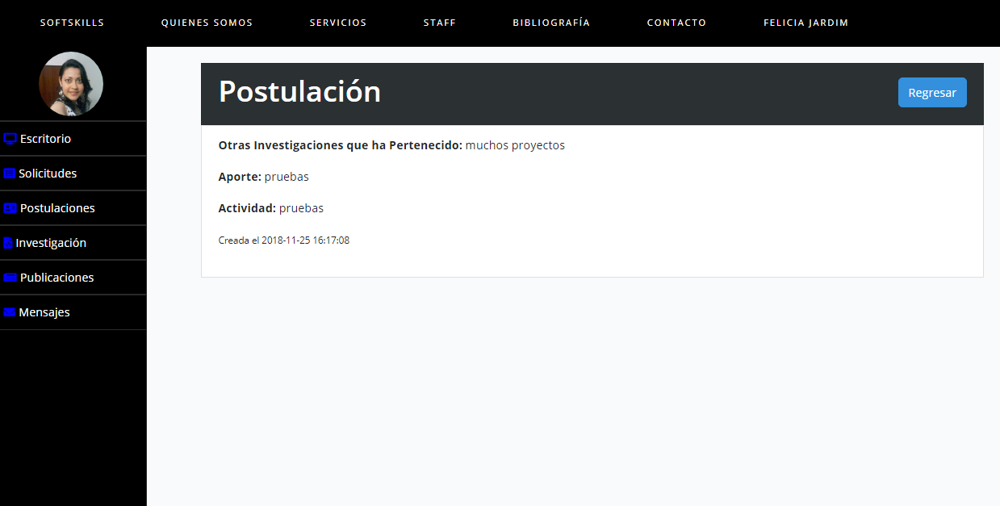 SOFTSKILLS QUIENES SOMOS SERVICIOS STAFF BIBLIOGRAFÍA CONTACTO FELICIA JARDIM
Postulación
Regresar
Escritorio
Solicitudes
Postulaciones
Investigación
Publicaciones
Mensajes
Otras Investigaciones que ha Pertenecido: muchos proyectos
Aporte: pruebas
Actividad: pruebas
Creada el 2018-11-25 16:17:08